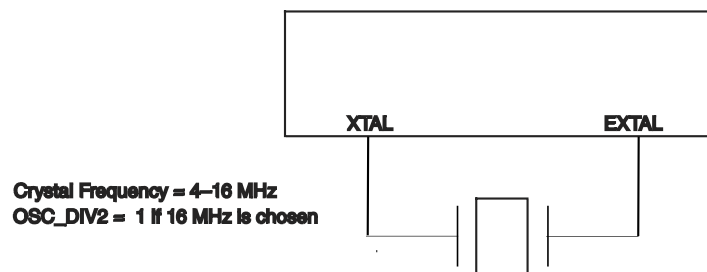 XTAL EXTAL
Crystal Frequency = 4–16 MHz
OSC_DIV2 = 1 if 16 MHz is chosen